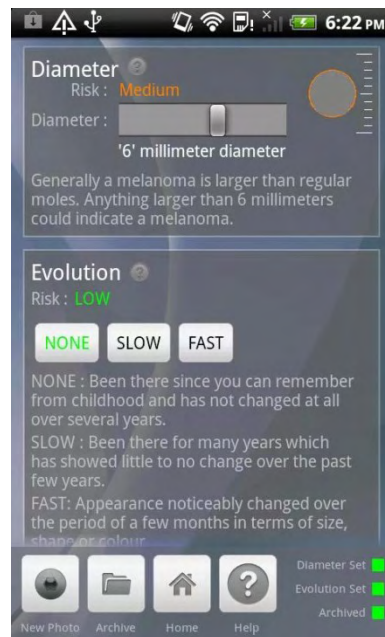 6:22 PM
Diameter
Risk : Medium
Diameter :
'6' millimeter diameter
Generally a melanoma is larger than regular
moles. Anything larger than 6 millimeters
could indicate a melanoma.
Evolution
Risk : LOW
NONE SLOW FAST
NONE : Been there since you can remember
from childhood and has not changed at all
over several years.
SLOW : Been there for many years which
has showed little to no change over the past
few years.
FAST: Appearance noticeably changed over
the period of a few months in terms of size,
shape or colour
Diameter Set
Evolution Set
Archived
New Photo Archive Home Help